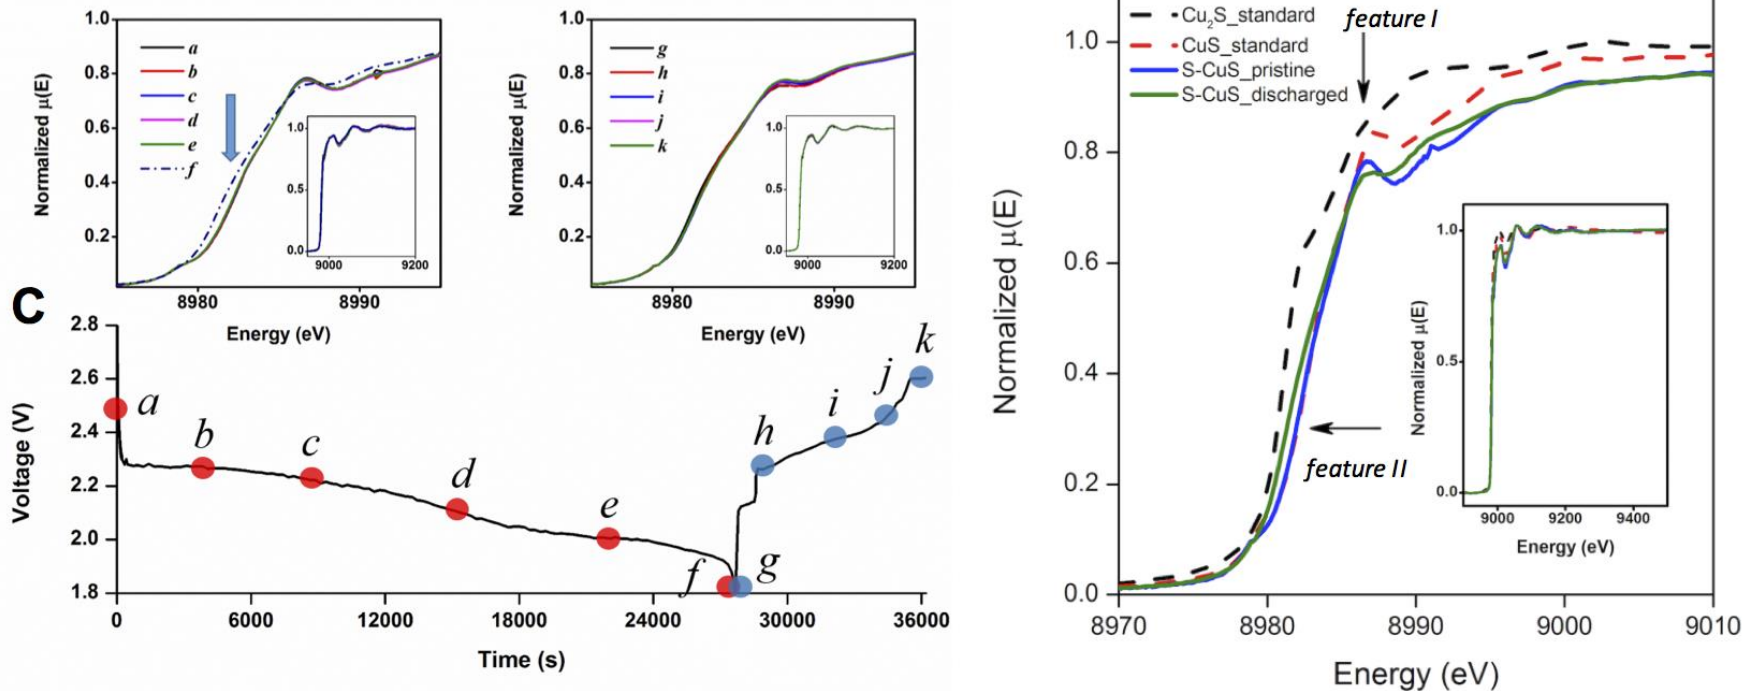 1.0
0.8
0.6
0.4
0.2
Normalized μ(E)
a
b
c
d
e
f
1.0
0.5
0.0
9000 9200
8980 8990
Energy (eV)
1.0
0.8
0.6
0.4
0.2
Normalized μ(E)
g
h
i
j
k
1.0
0.5
0.0
9000 9200
8980 8990
Energy (eV)
C
2.8
2.6
2.4
2.2
2.0
1.8
Voltage (V)
a
b
c
d
e
f
g
h
i
j
k
0 6000 12000 18000 24000 30000 36000
Time (s)
Cu₂S_standard
CuS_standard
S-CuS_pristine
S-CuS_discharged
feature I
feature II
1.0
0.8
0.6
0.4
0.2
0.0
Normalized μ(E)
1.0
0.5
0.0
Normalized μ(E)
9000 9200 9400
Energy (eV)
8970 8980 8990 9000 9010
Energy (eV)